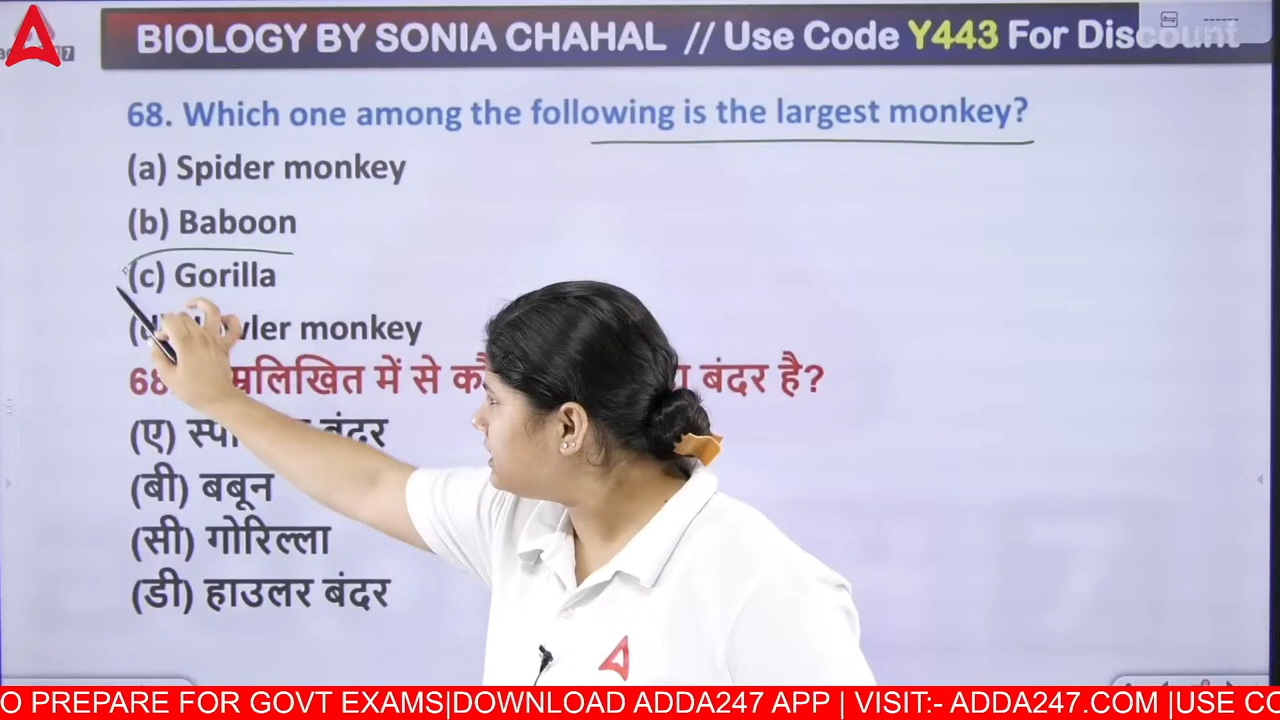 BIOLOGY BY SONIA CHAHAL // Use Code Y443 For Discount
68. Which one among the following is the largest monkey?
(a) Spider monkey
(b) Baboon
(c) Gorilla
monkey
में से बंदर है?
(ए) बंदर
(बी) बबून
(सी) गोरिल्ला
(डी) हाउलर बंदर
O PREPARE FOR GOVT EXAMS|DOWNLOAD ADDA247 APP | VISIT:- ADDA247.COM |USE CO